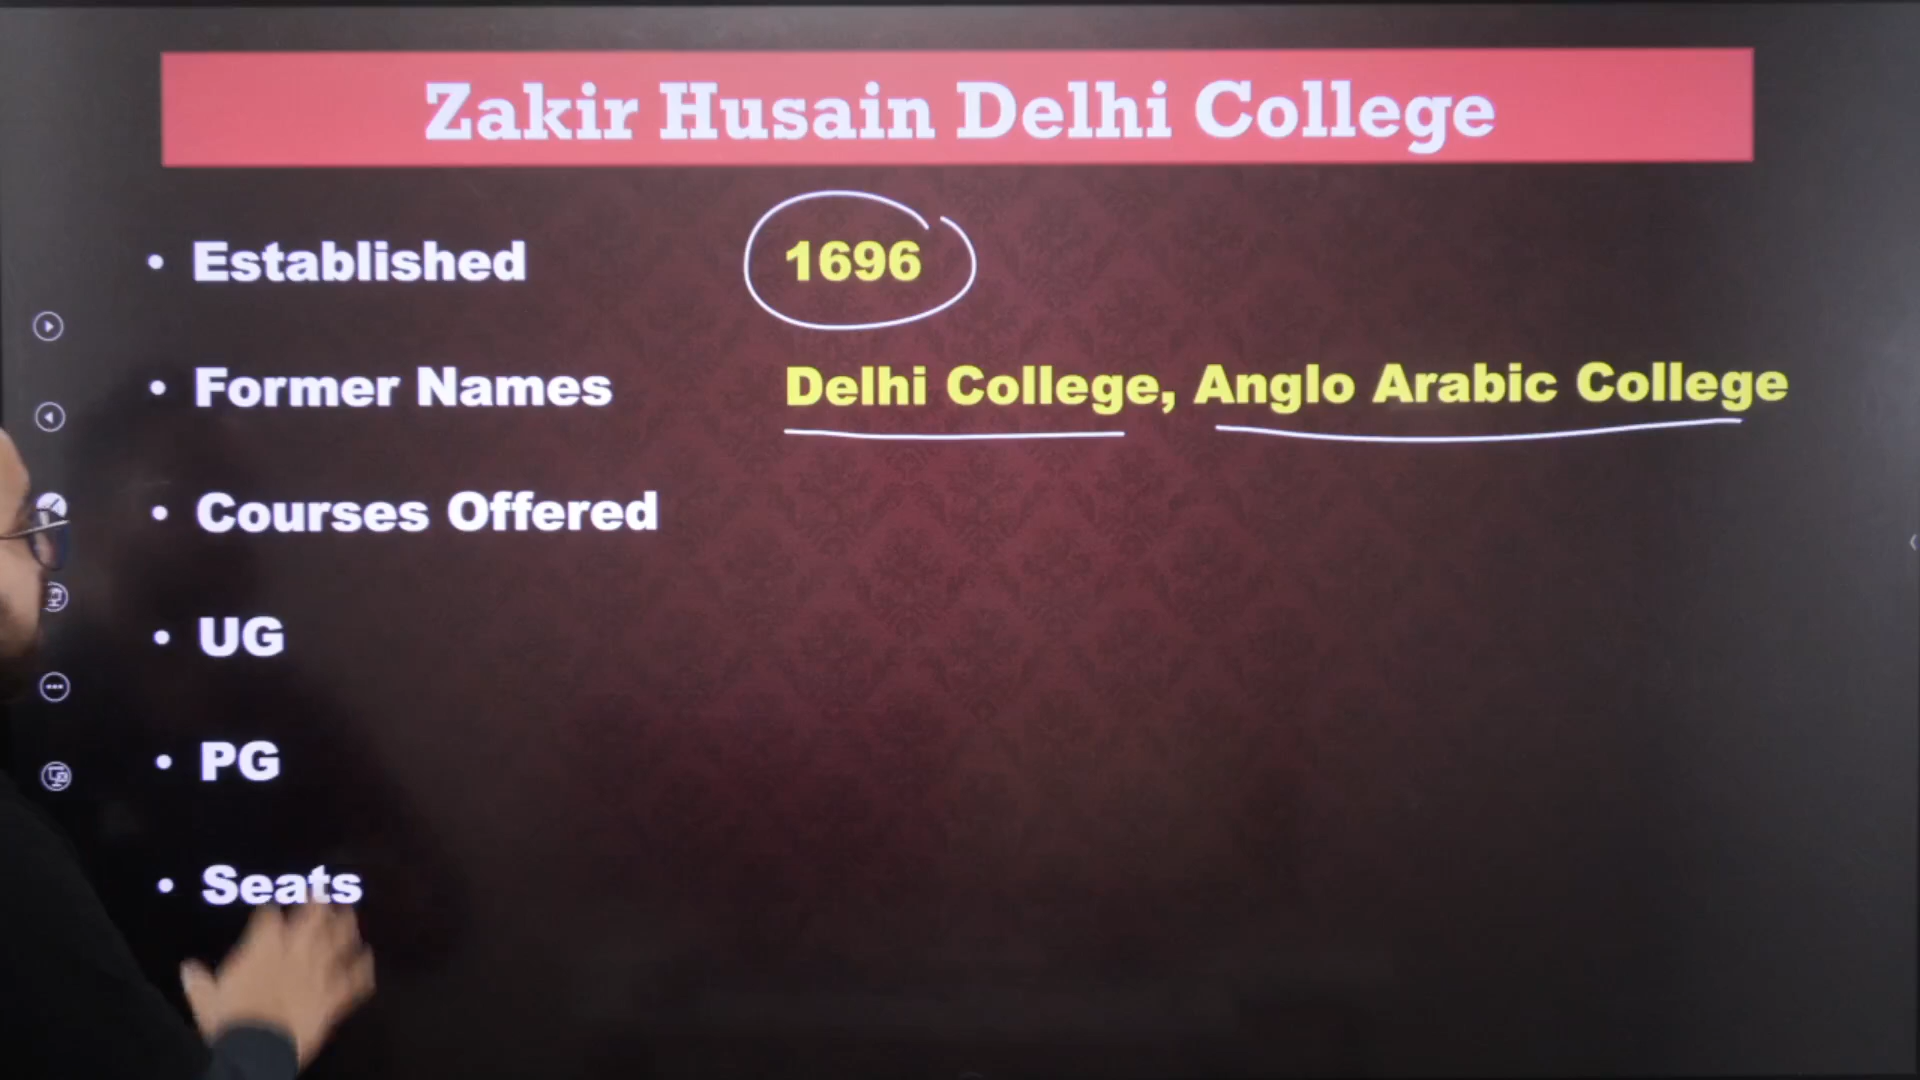 Zakir Husain Delhi College
• Established 1696
• Former Names Delhi College, Anglo Arabic College
• Courses Offered
• UG
• PG
• Seats